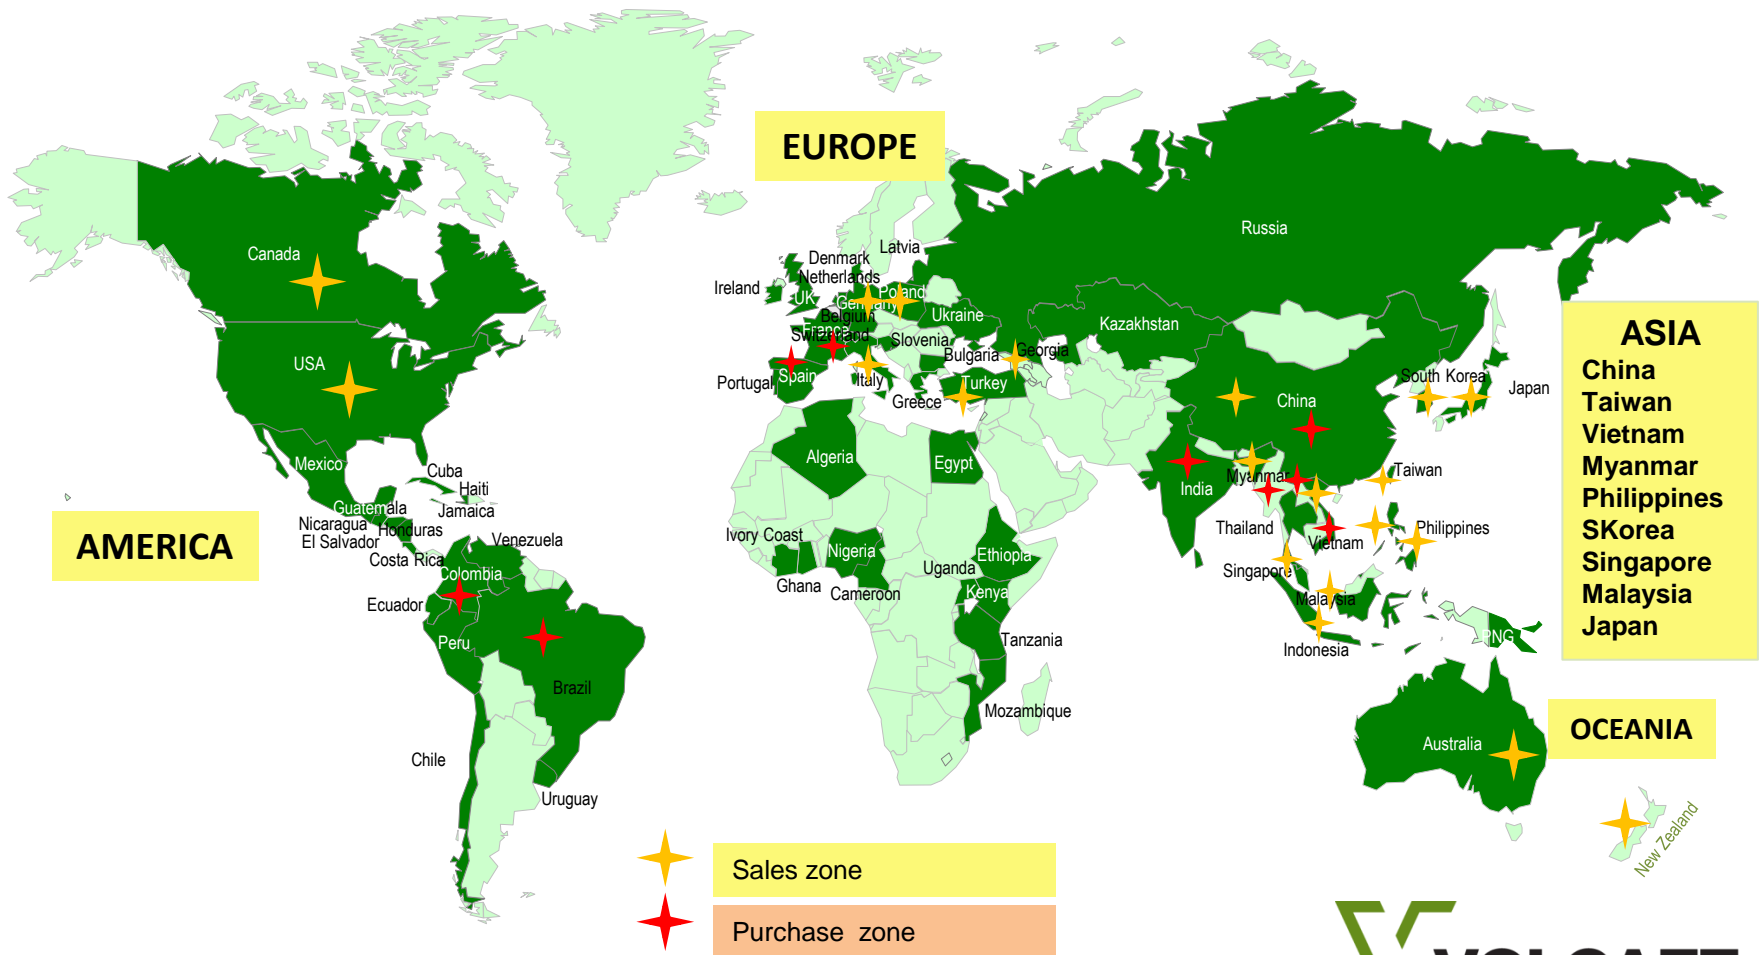 EUROPE
Russia
Latvia
Denmark
Netherlands
Ireland
UK
Germany
Poland
Belgium
Ukraine
France
Switzerland
Slovenia
Bulgaria
Georgia
Kazakhstan
Portugal
Spain
Italy
Greece
Turkey
Canada
USA
Mexico
Cuba
Haiti
Jamaica
Guatemala
Nicaragua
Honduras
El Salvador
Costa Rica
Venezuela
Colombia
Ecuador
Peru
Brazil
Chile
Uruguay
AMERICA
Algeria
Egypt
Ivory Coast
Nigeria
Ghana
Cameroon
Uganda
Ethiopia
Kenya
Tanzania
Mozambique
China
South Korea
Japan
India
Myanmar
Taiwan
Thailand
Vietnam
Philippines
Singapore
Malaysia
Indonesia
PNG
Australia
New Zealand
ASIA
China
Taiwan
Vietnam
Myanmar
Philippines
SKorea
Singapore
Malaysia
Japan
OCEANIA
Sales zone
Purchase zone